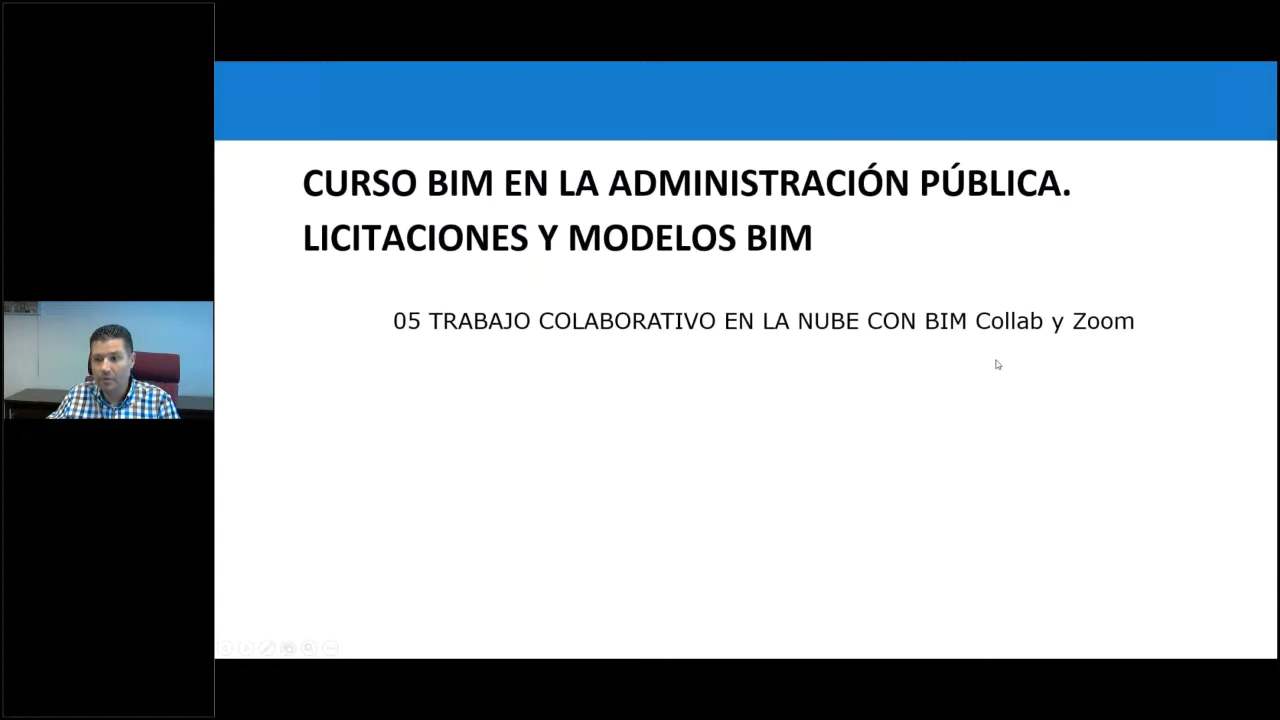 CURSO BIM EN LA ADMINISTRACIÓN PÚBLICA.
LICITACIONES Y MODELOS BIM
05 TRABAJO COLABORATIVO EN LA NUBE CON BIM Collab y Zoom